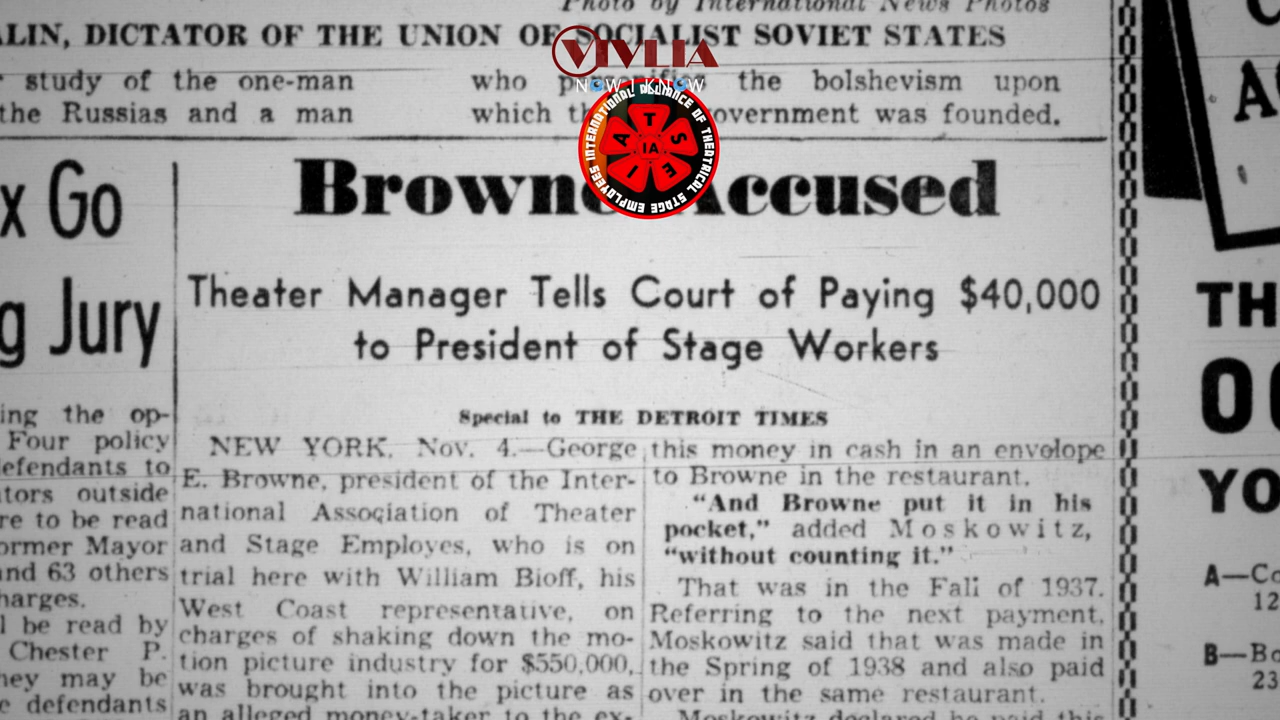 Photo by International News Photos
ALIN, DICTATOR OF THE UNION OF SOCIALIST SOVIET STATES
study of the one-man
the Russias and a man
who personifies the bolshevism upon
which the government was founded.
VIVLIA
NOW I KNOW
INTERNATIONAL ALLIANCE OF THEATRICAL STAGE EMPLOYEES
I A T S E
IA
x Go
g Jury
ing the op-
Four policy
defendants to
tors outside
re to be read
ormer Mayor
and 63 others
harges.
l be read by
Chester P.
hey may be
e defendants
Browne Accused
Theater Manager Tells Court of Paying $40,000
to President of Stage Workers
Special to THE DETROIT TIMES
NEW YORK, Nov. 4.—George
E. Browne, president of the Inter-
national Association of Theater
and Stage Employes, who is on
trial here with William Bioff, his
West Coast representative, on
charges of shaking down the mo-
tion picture industry for $550,000,
was brought into the picture as
an alleged money-taker to the ex-
this money in cash in an envelope
to Browne in the restaurant.
"And Browne put it in his
pocket," added Moskowitz,
"without counting it."
That was in the Fall of 1937.
Referring to the next payment,
Moskowitz said that was made in
the Spring of 1938 and also paid
over in the same restaurant.
Moskowitz declared he paid this
TH
YO
A—Co
12
B—Bo
23